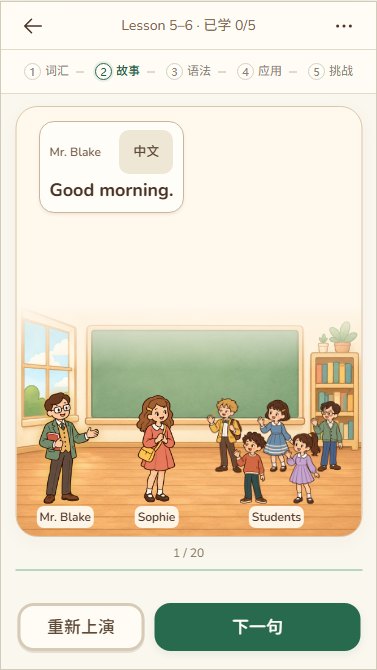 Lesson 5–6 · 已学 0/5
1 词汇 – 2 故事 – 3 语法 – 4 应用 – 5 挑战
Mr. Blake 中文
Good morning.
Mr. Blake Sophie Students
1 / 20
重新上演 下一句